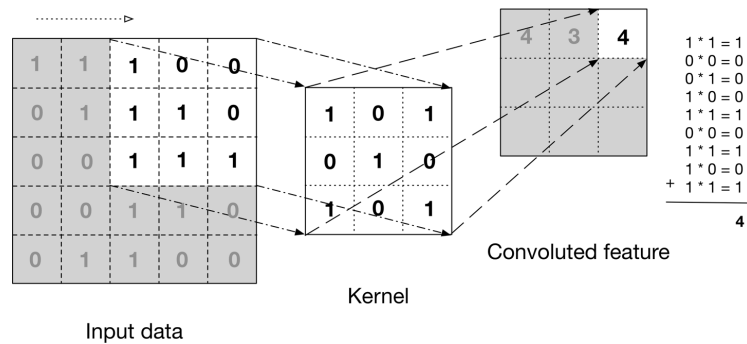 1 1 1 0 0
0 1 1 1 0
0 0 1 1 1
0 0 1 1 0
0 1 1 0 0
Input data
1 0 1
0 1 0
1 0 1
Kernel
4 3 4
Convoluted feature
1 * 1 = 1
0 * 0 = 0
0 * 1 = 0
1 * 0 = 0
1 * 1 = 1
0 * 0 = 0
1 * 1 = 1
1 * 0 = 0
+ 1 * 1 = 1
4